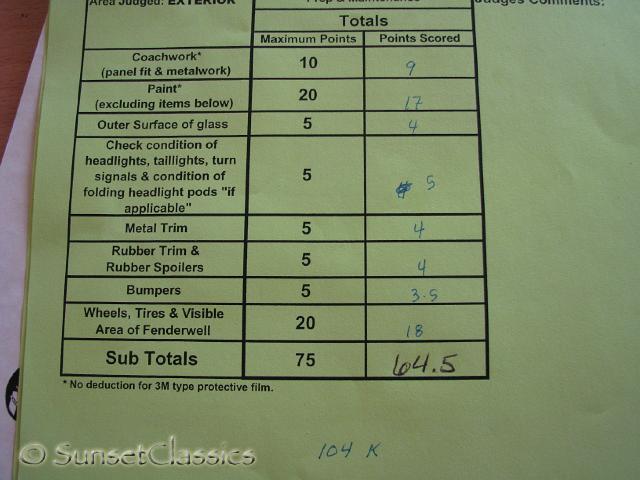 Area Judged: EXTERIOR
Prep & Maintenance
Judges Comments:
Totals
Maximum Points Points Scored
Coachwork*
(panel fit & metalwork) 10 9
Paint*
(excluding items below) 20 17
Outer Surface of glass 5 4
Check condition of
headlights, taillights, turn
signals & condition of
folding headlight pods "if
applicable" 5 5
Metal Trim 5 4
Rubber Trim &
Rubber Spoilers 5 4
Bumpers 5 3.5
Wheels, Tires & Visible
Area of Fenderwell 20 18
Sub Totals 75 64.5
* No deduction for 3M type protective film.
104 K
© SunsetClassics